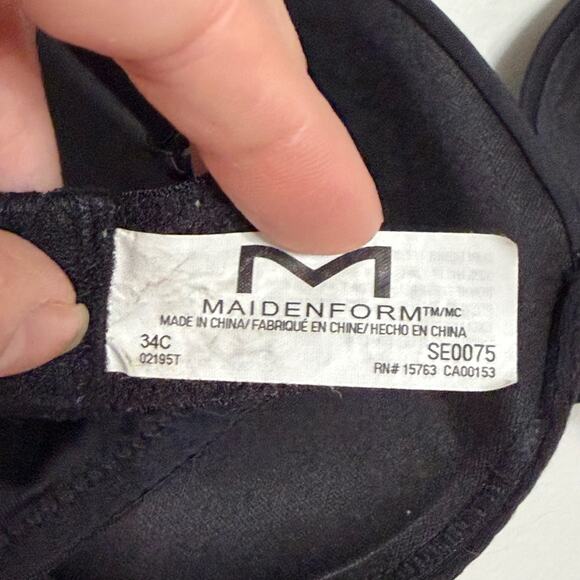 M
MAIDENFORM™/MC
MADE IN CHINA/FABRIQUÉ EN CHINE/HECHO EN CHINA
34C SE0075
02195T RN# 15763 CA00153